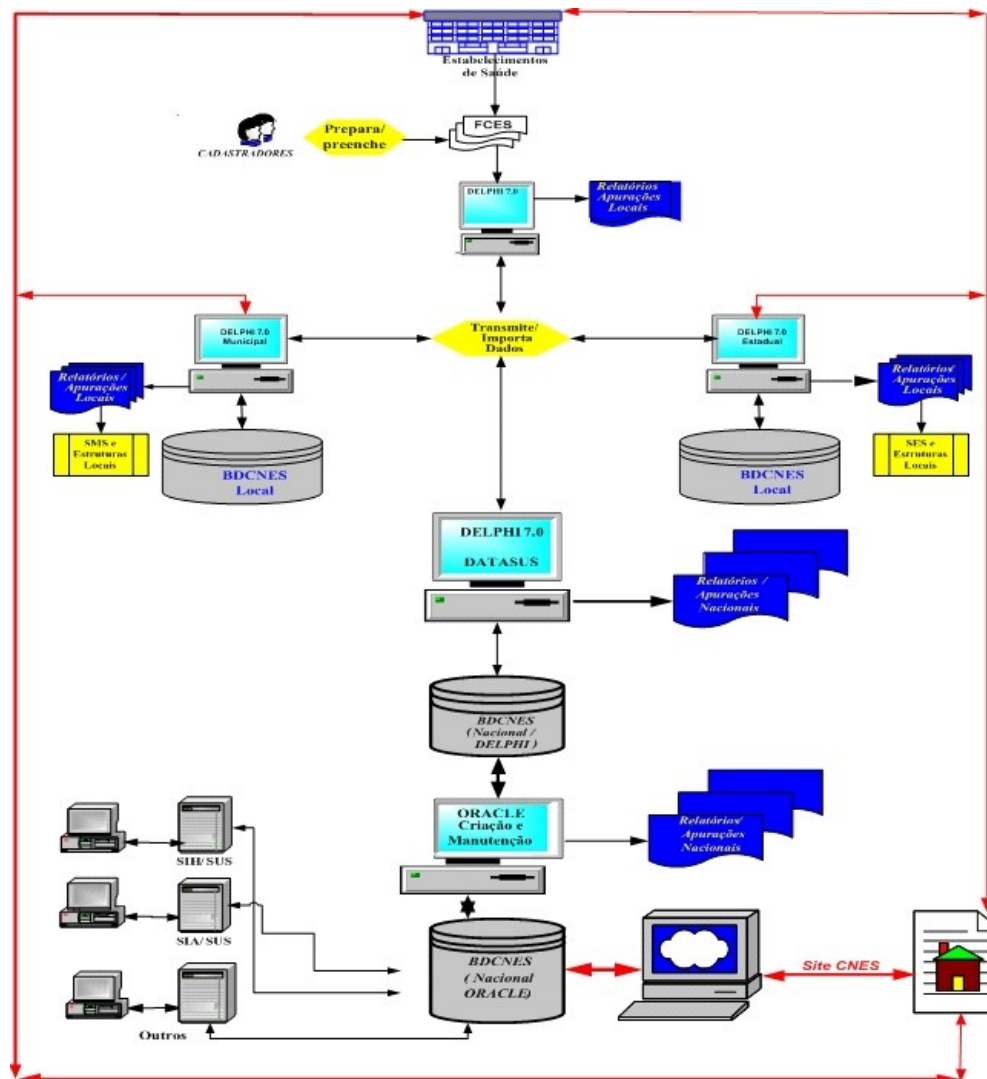 Estabelecimentos
de Saúde
FCES
Prepara/
preenche
CADASTRADORES
DELPHI 7.0
Relatórios
Apurações
Locais
DELPHI 7.0
Municipal
Transmite/
Importa
Dados
DELPHI 7.0
Estadual
Relatórios /
Apurações
Locais
Relatórios/
Apurações
Locais
SMS e
Estruturas
Locais
BDCNES
Local
BDCNES
Local
SES e
Estruturas
Locais
DELPHI 7.0
DATASUS
Relatórios /
Apurações
Nacionais
BDCNES
(Nacional /
DELPHI)
ORACLE
Criação e
Manutenção
Relatórios/
Apurações
Nacionais
SIH/SUS
SIA/SUS
Outros
BDCNES
(Nacional
ORACLE)
Site CNES